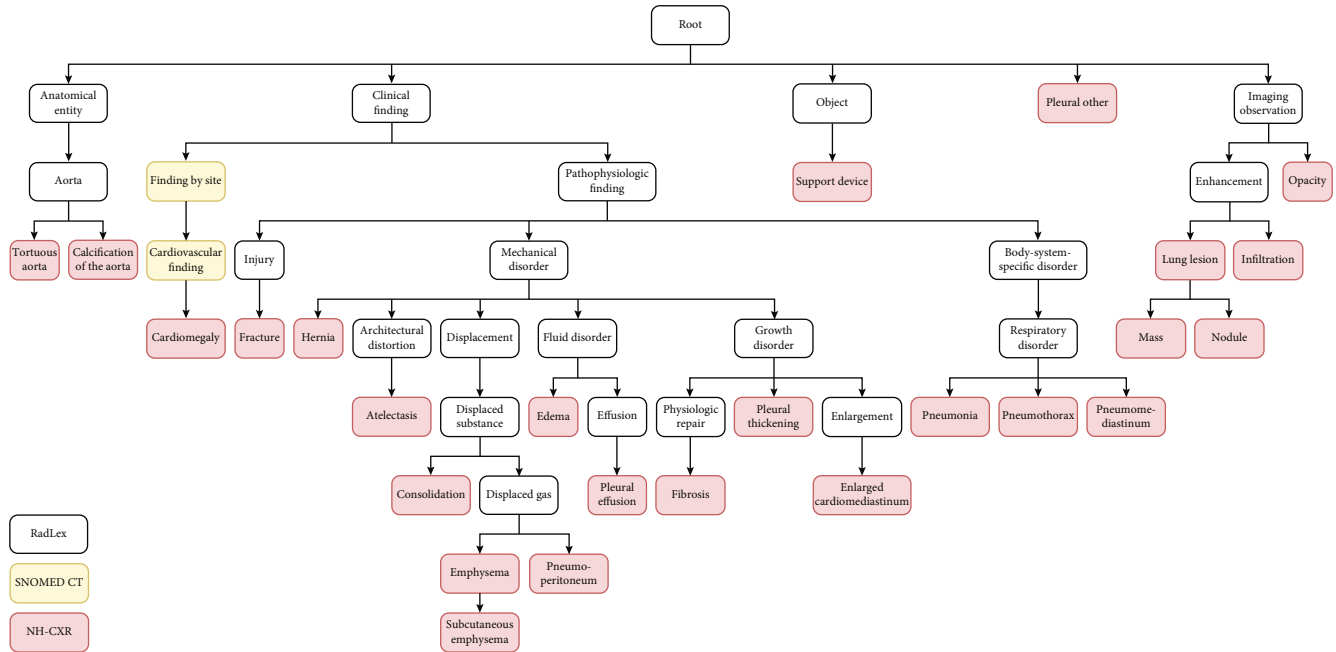 Root
Anatomical
entity
Clinical
finding
Object
Pleural other
Imaging
observation
Aorta
Finding by site
Pathophysiologic
finding
Support device
Enhancement
Opacity
Tortuous
aorta
Calcification
of the aorta
Cardiovascular
finding
Injury
Mechanical
disorder
Body-system-
specific disorder
Lung lesion
Infiltration
Cardiomegaly
Fracture
Hernia
Architectural
distortion
Displacement
Fluid disorder
Growth
disorder
Respiratory
disorder
Mass
Nodule
Atelectasis
Displaced
substance
Edema
Effusion
Physiologic
repair
Pleural
thickening
Enlargement
Pneumonia
Pneumothorax
Pneumome-
diastinum
Consolidation
Displaced gas
Pleural
effusion
Fibrosis
Enlarged
cardiomediastinum
RadLex
Emphysema
Pneumo-
peritoneum
SNOMED CT
Subcutaneous
emphysema
NH-CXR